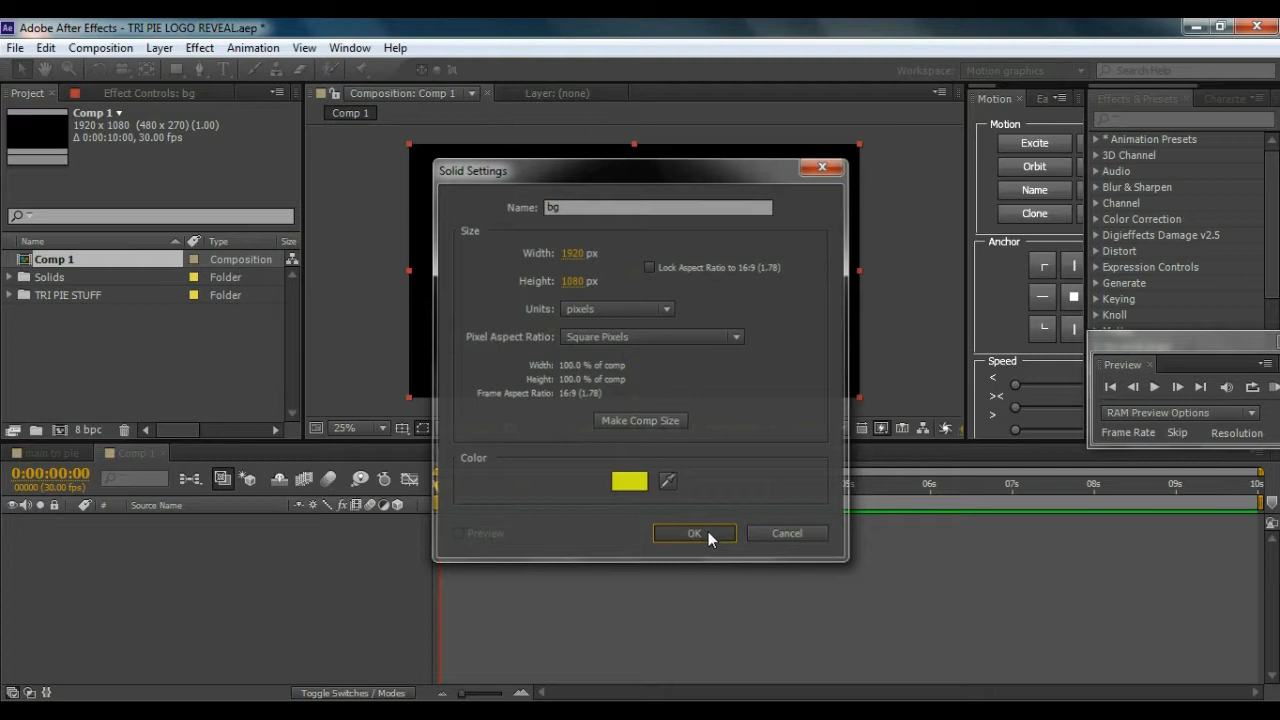 Adobe After Effects - TRI PIE LOGO REVEAL.aep *
File Edit Composition Layer Effect Animation View Window Help
Workspace: Motion graphics Search Help
Project Effect Controls: bg
Comp 1
1920 x 1080 (480 x 270) (1.00)
Δ 0:00:10:00, 30.00 fps
Name Type Size
Comp 1 Composition
Solids Folder
TRI PIE STUFF Folder
8 bpc
Composition: Comp 1 Layer: (none)
Comp 1
25%
Solid Settings
Name: bg
Size
Width: 1920 px
Lock Aspect Ratio to 16:9 (1.78)
Height: 1080 px
Units: pixels
Pixel Aspect Ratio: Square Pixels
Width: 100.0 % of comp
Height: 100.0 % of comp
Frame Aspect Ratio: 16:9 (1.78)
Make Comp Size
Color
Preview OK Cancel
Motion Ea
Motion
Excite
Orbit
Name
Clone
Anchor
Speed
<
><
>
Effects & Presets Characte
* Animation Presets
3D Channel
Audio
Blur & Sharpen
Channel
Color Correction
Digieffects Damage v2.5
Distort
Expression Controls
Generate
Keying
Knoll
Preview
RAM Preview Options
Frame Rate Skip Resolution
main tri pie Comp 1
0:00:00:00
00000 (30.00 fps)
# Source Name
06s 07s 08s 09s 10s
Toggle Switches / Modes